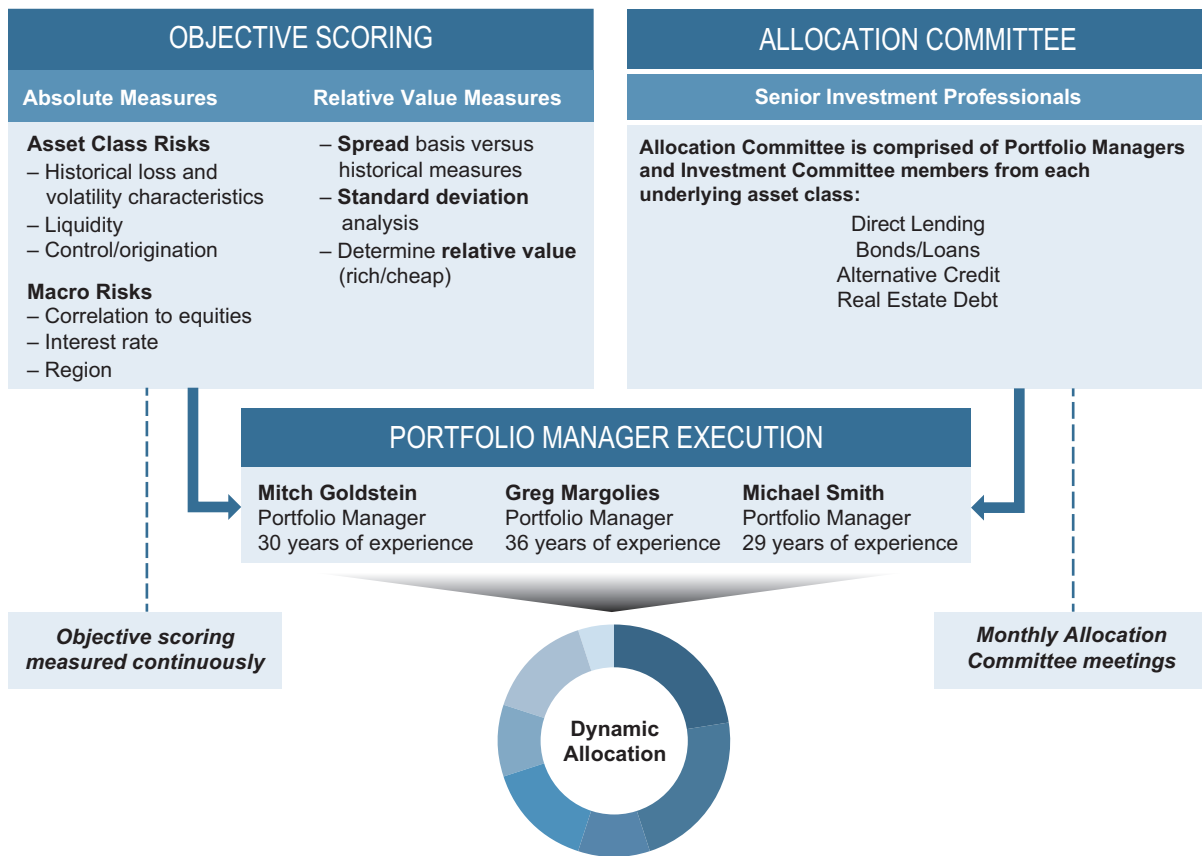 OBJECTIVE SCORING
Absolute Measures
Asset Class Risks
– Historical loss and
volatility characteristics
– Liquidity
– Control/origination
Macro Risks
– Correlation to equities
– Interest rate
– Region
Relative Value Measures
– Spread basis versus
historical measures
– Standard deviation
analysis
– Determine relative value
(rich/cheap)
ALLOCATION COMMITTEE
Senior Investment Professionals
Allocation Committee is comprised of Portfolio Managers
and Investment Committee members from each
underlying asset class:
Direct Lending
Bonds/Loans
Alternative Credit
Real Estate Debt
PORTFOLIO MANAGER EXECUTION
Mitch Goldstein
Portfolio Manager
30 years of experience
Greg Margolies
Portfolio Manager
36 years of experience
Michael Smith
Portfolio Manager
29 years of experience
Objective scoring
measured continuously
Monthly Allocation
Committee meetings
Dynamic
Allocation